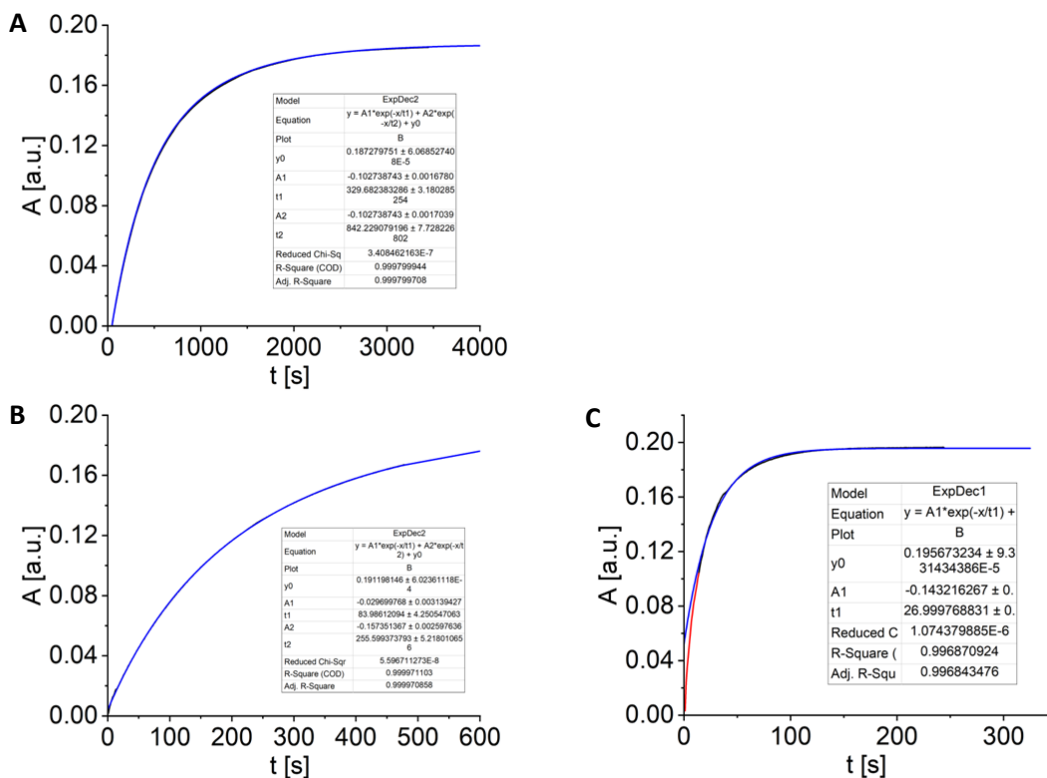 A
0.20
0.16
0.12
0.08
0.04
0.00
A [a.u.]
0 1000 2000 3000 4000
t [s]
Model ExpDec2
Equation y = A1*exp(-x/t1) + A2*exp(
-x/t2) + y0
Plot B
y0 0.187279751 ± 6.06852740
8E-5
A1 -0.102738743 ± 0.0016780
t1 329.682383286 ± 3.180285
254
A2 -0.102738743 ± 0.0017039
t2 842.229079196 ± 7.728226
802
Reduced Chi-Sq 3.408462163E-7
R-Square (COD) 0.999799944
Adj. R-Square 0.999799708
B
0.20
0.16
0.12
0.08
0.04
0.00
A [a.u.]
0 100 200 300 400 500 600
t [s]
Model ExpDec2
Equation y = A1*exp(-x/t1) + A2*exp(-x/t
2) + y0
Plot B
y0 0.191198146 ± 6.02361118E-
4
A1 -0.029699768 ± 0.003139427
t1 83.98612094 ± 4.250547063
A2 -0.157351367 ± 0.002597636
t2 255.599373793 ± 5.21801065
6
Reduced Chi-Sqr 5.596711273E-8
R-Square (COD) 0.999971103
Adj. R-Square 0.999970858
C
0.20
0.16
0.12
0.08
0.04
0.00
A [a.u.]
0 100 200 300
t [s]
Model ExpDec1
Equation y = A1*exp(-x/t1) +
Plot B
y0 0.195673234 ± 9.3
31434386E-5
A1 -0.143216267 ± 0.
t1 26.999768831 ± 0.
Reduced C 1.074379885E-6
R-Square ( 0.996870924
Adj. R-Squ 0.996843476